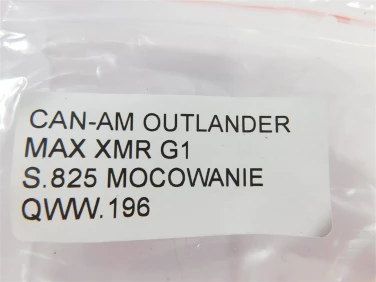 CAN-AM OUTLANDER
MAX XMR G1
S.825 MOCOWANIE
QWW.196